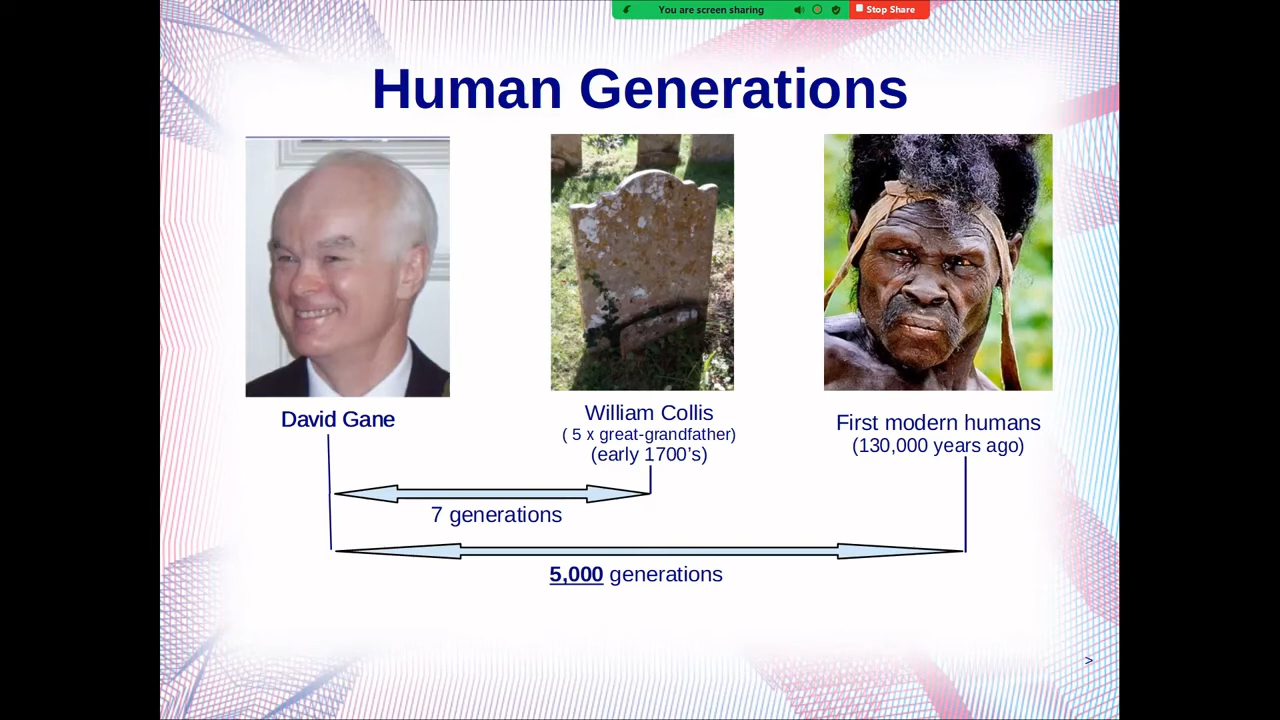 You are screen sharing
Stop Share
Human Generations
David Gane
William Collis
( 5 x great-grandfather)
(early 1700’s)
First modern humans
(130,000 years ago)
7 generations
5,000 generations
>